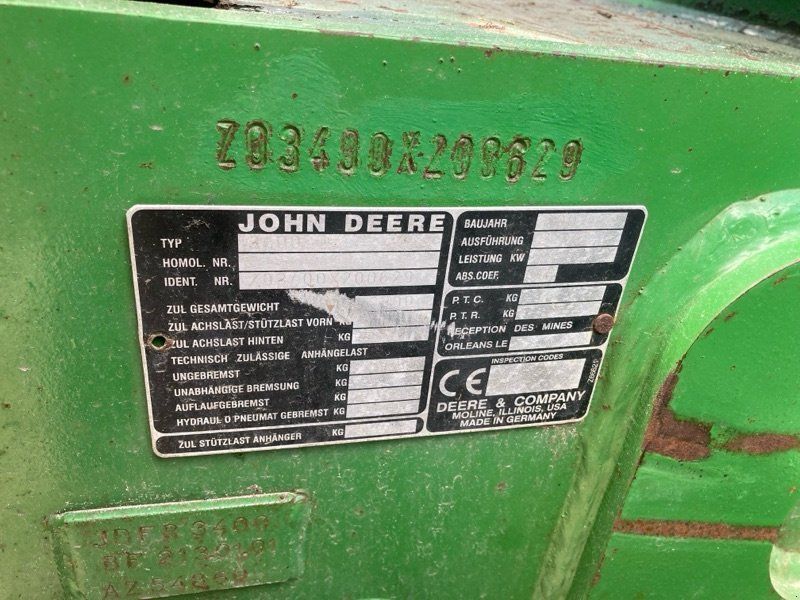 Z03400X208629
JOHN DEERE
TYP
HOMOL. NR.
IDENT. NR.
ZUL GESAMTGEWICHT
ZUL ACHSLAST/STÜTZLAST VORN KG
ZUL ACHSLAST HINTEN KG
TECHNISCH ZULÄSSIGE ANHÄNGELAST
UNGEBREMST KG
UNABHÄNGIGE BREMSUNG KG
AUFLAUFGEBREMST KG
HYDRAUL O PNEUMAT GEBREMST KG
ZUL STÜTZLAST ANHÄNGER KG
BAUJAHR
AUSFÜHRUNG
LEISTUNG KW
ABS.COEF.
P.T.C. KG
P.T.R. KG
RECEPTION DES MINES
ORLEANS LE
INSPECTION CODES
CE
DEERE & COMPANY
MOLINE, ILLINOIS, USA
MADE IN GERMANY
3400